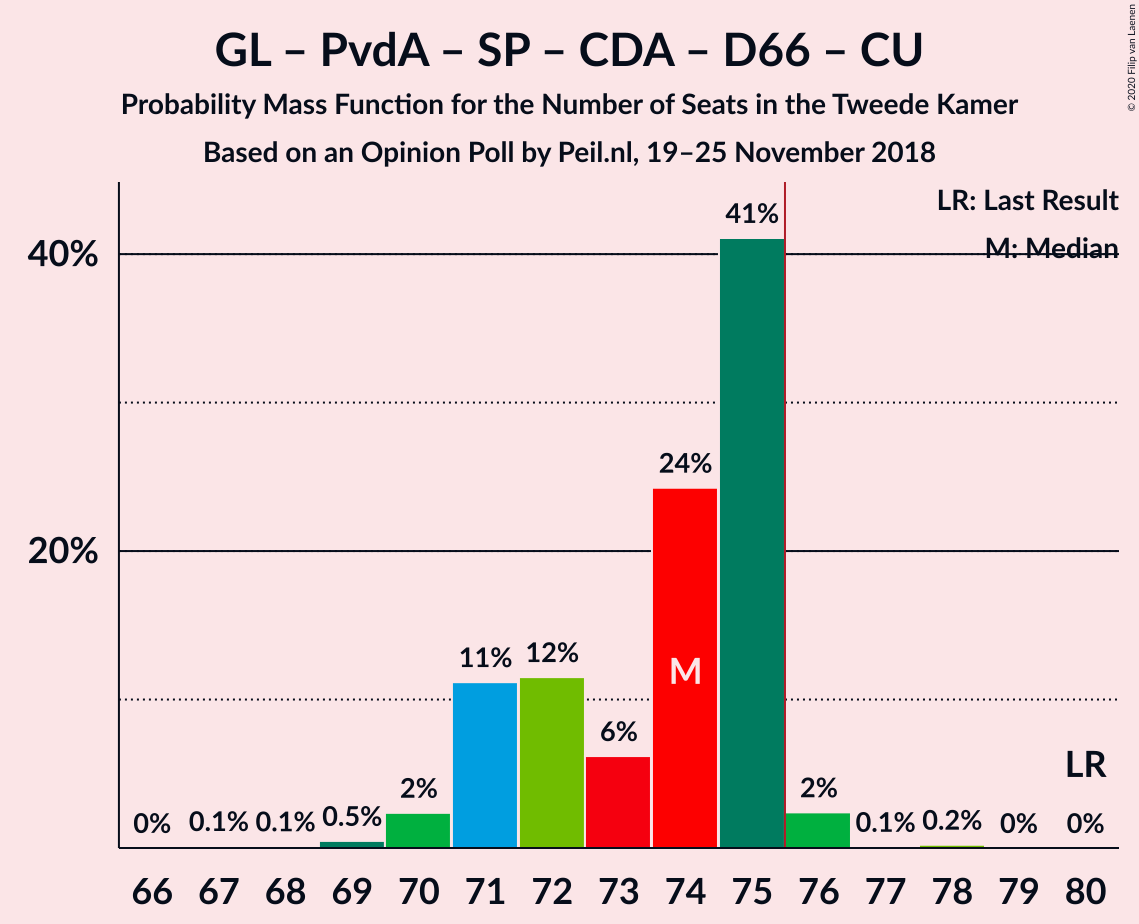 GL – PvdA – SP – CDA – D66 – CU
Probability Mass Function for the Number of Seats in the Tweede Kamer
Based on an Opinion Poll by Peil.nl, 19–25 November 2018
© 2020 Filip van Laenen
LR: Last Result
M: Median
40%
20%
41%
24%
11%
12%
6%
2%
0%
0.1%
0.1%
0.5%
2%
0.1%
0.2%
0%
0%
M
LR
66 67 68 69 70 71 72 73 74 75 76 77 78 79 80